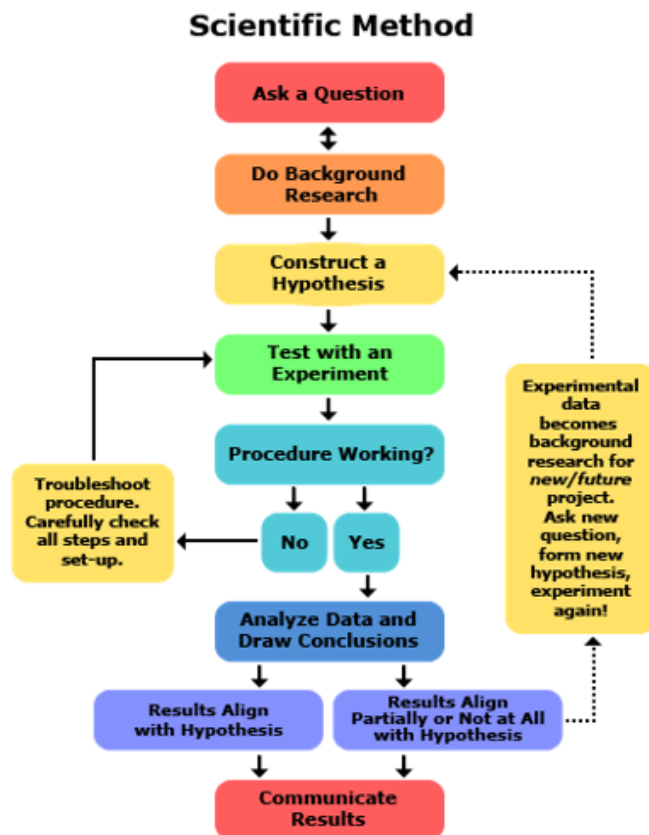 Scientific Method
Ask a Question
Do Background
Research
Construct a
Hypothesis
Test with an
Experiment
Procedure Working?
No
Yes
Troubleshoot
procedure.
Carefully check
all steps and
set-up.
Analyze Data and
Draw Conclusions
Results Align
with Hypothesis
Results Align
Partially or Not at All
with Hypothesis
Experimental
data
becomes
background
research for
new/future
project.
Ask new
question,
form new
hypothesis,
experiment
again!
Communicate
Results